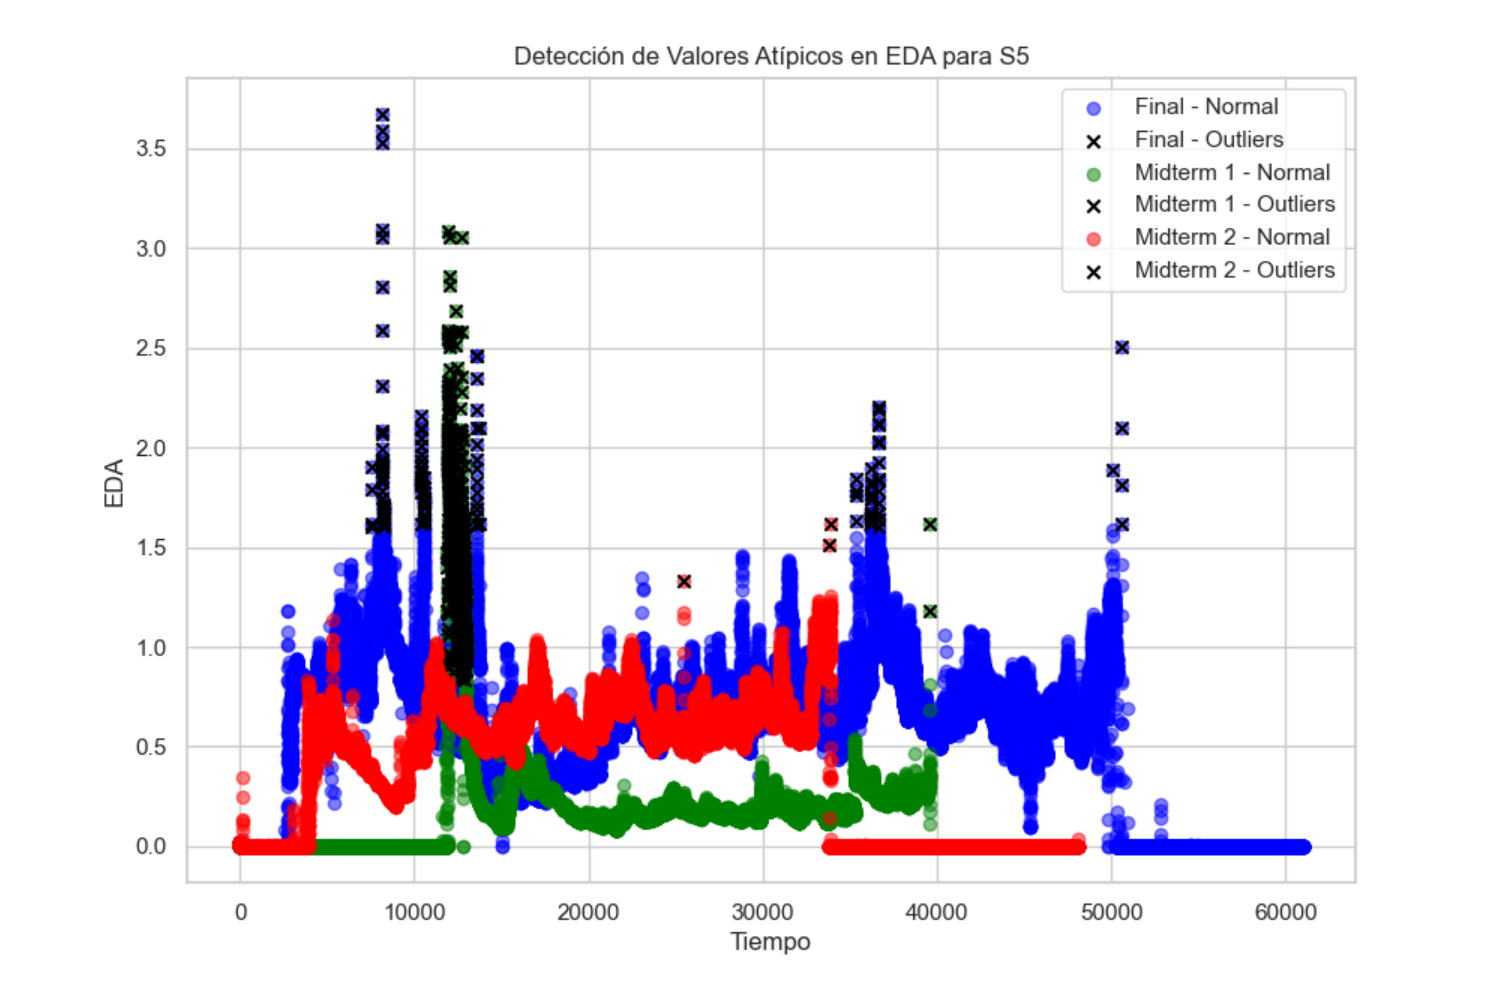 Detección de Valores Atípicos en EDA para S5
Final - Normal
Final - Outliers
Midterm 1 - Normal
Midterm 1 - Outliers
Midterm 2 - Normal
Midterm 2 - Outliers
EDA
3.5
3.0
2.5
2.0
1.5
1.0
0.5
0.0
0 10000 20000 30000 40000 50000 60000
Tiempo